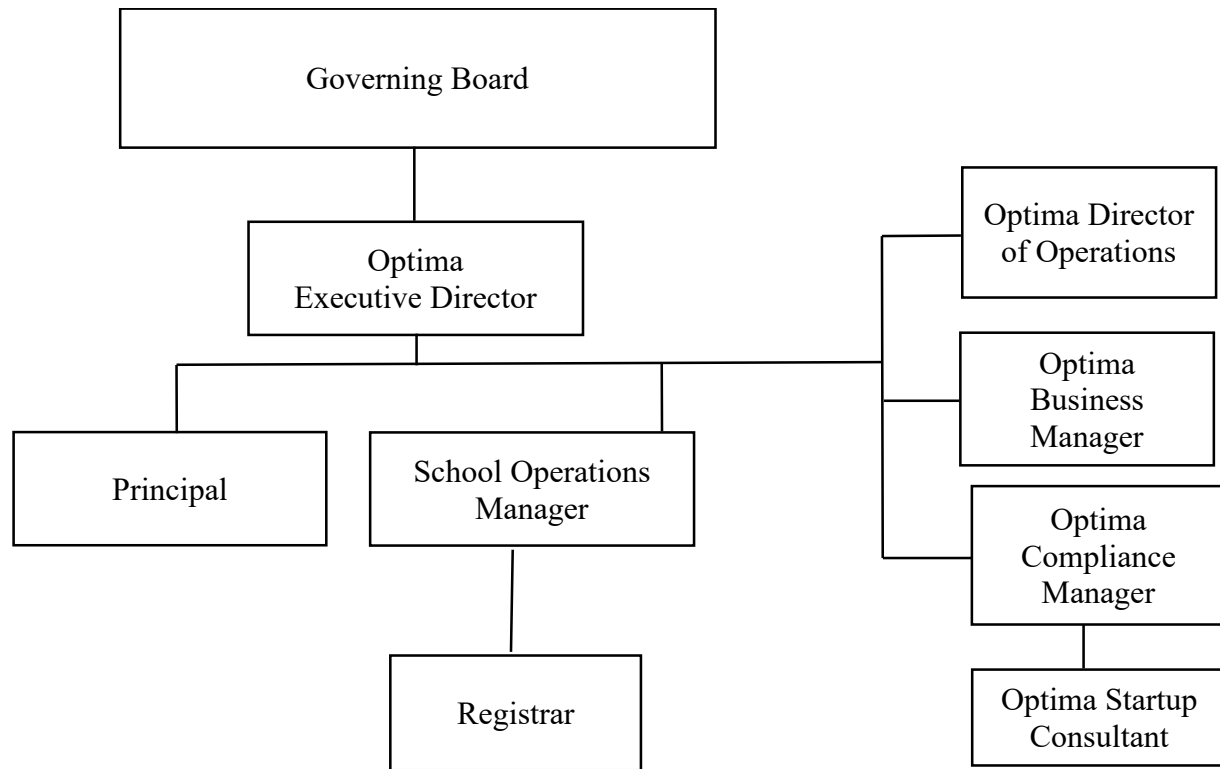 Governing Board
Optima
Executive Director
Optima Director
of Operations
Optima
Business
Manager
Principal
School Operations
Manager
Optima
Compliance
Manager
Registrar
Optima Startup
Consultant